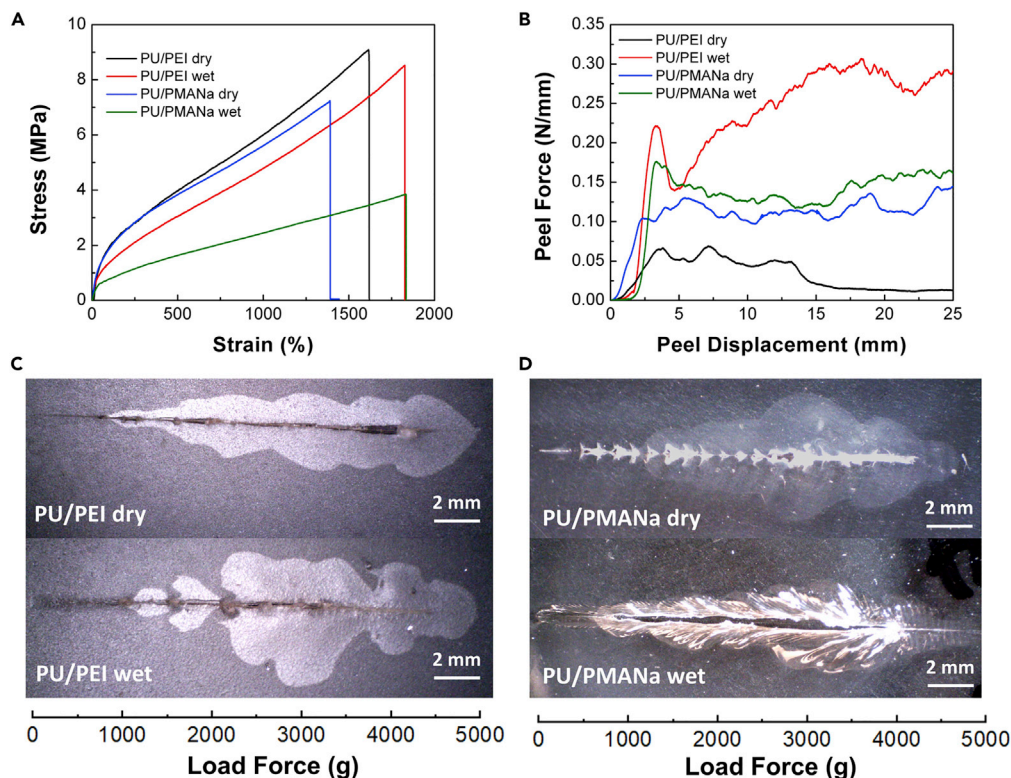 A
Stress (MPa)
10
8
6
4
2
0
PU/PEI dry
PU/PEI wet
PU/PMANa dry
PU/PMANa wet
0 500 1000 1500 2000
Strain (%)
B
Peel Force (N/mm)
0.35
0.30
0.25
0.20
0.15
0.10
0.05
0.00
PU/PEI dry
PU/PEI wet
PU/PMANa dry
PU/PMANa wet
0 5 10 15 20 25
Peel Displacement (mm)
C
PU/PEI dry
2 mm
PU/PEI wet
2 mm
0 1000 2000 3000 4000 5000
Load Force (g)
D
PU/PMANa dry
2 mm
PU/PMANa wet
2 mm
0 1000 2000 3000 4000 5000
Load Force (g)